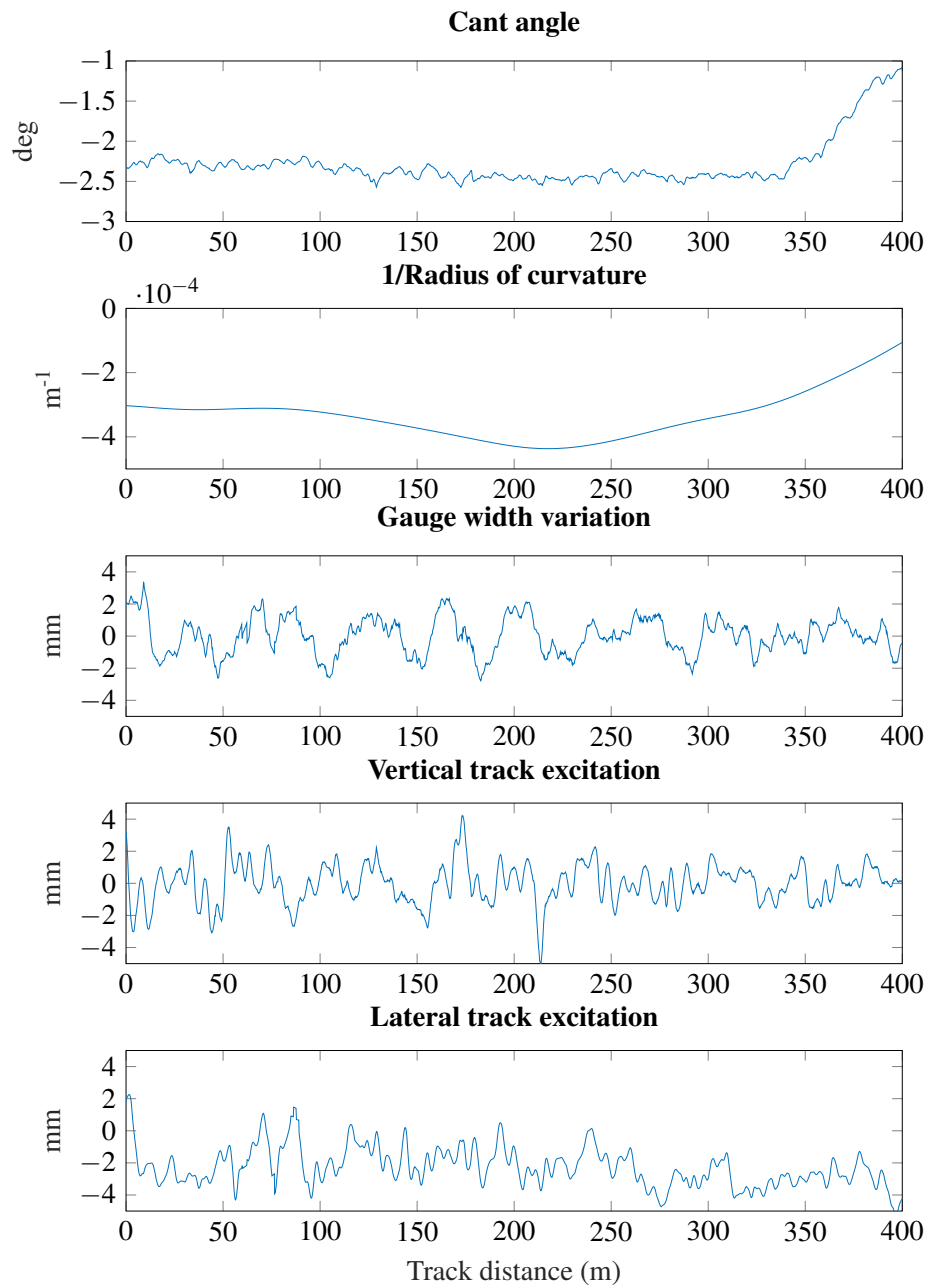 Cant angle
−1
−1.5
−2
−2.5
−3
deg
0 50 100 150 200 250 300 350 400
1/Radius of curvature
·10−4
0
−2
−4
m-1
0 50 100 150 200 250 300 350 400
Gauge width variation
4
2
0
−2
−4
mm
0 50 100 150 200 250 300 350 400
Vertical track excitation
4
2
0
−2
−4
mm
0 50 100 150 200 250 300 350 400
Lateral track excitation
4
2
0
−2
−4
mm
0 50 100 150 200 250 300 350 400
Track distance (m)